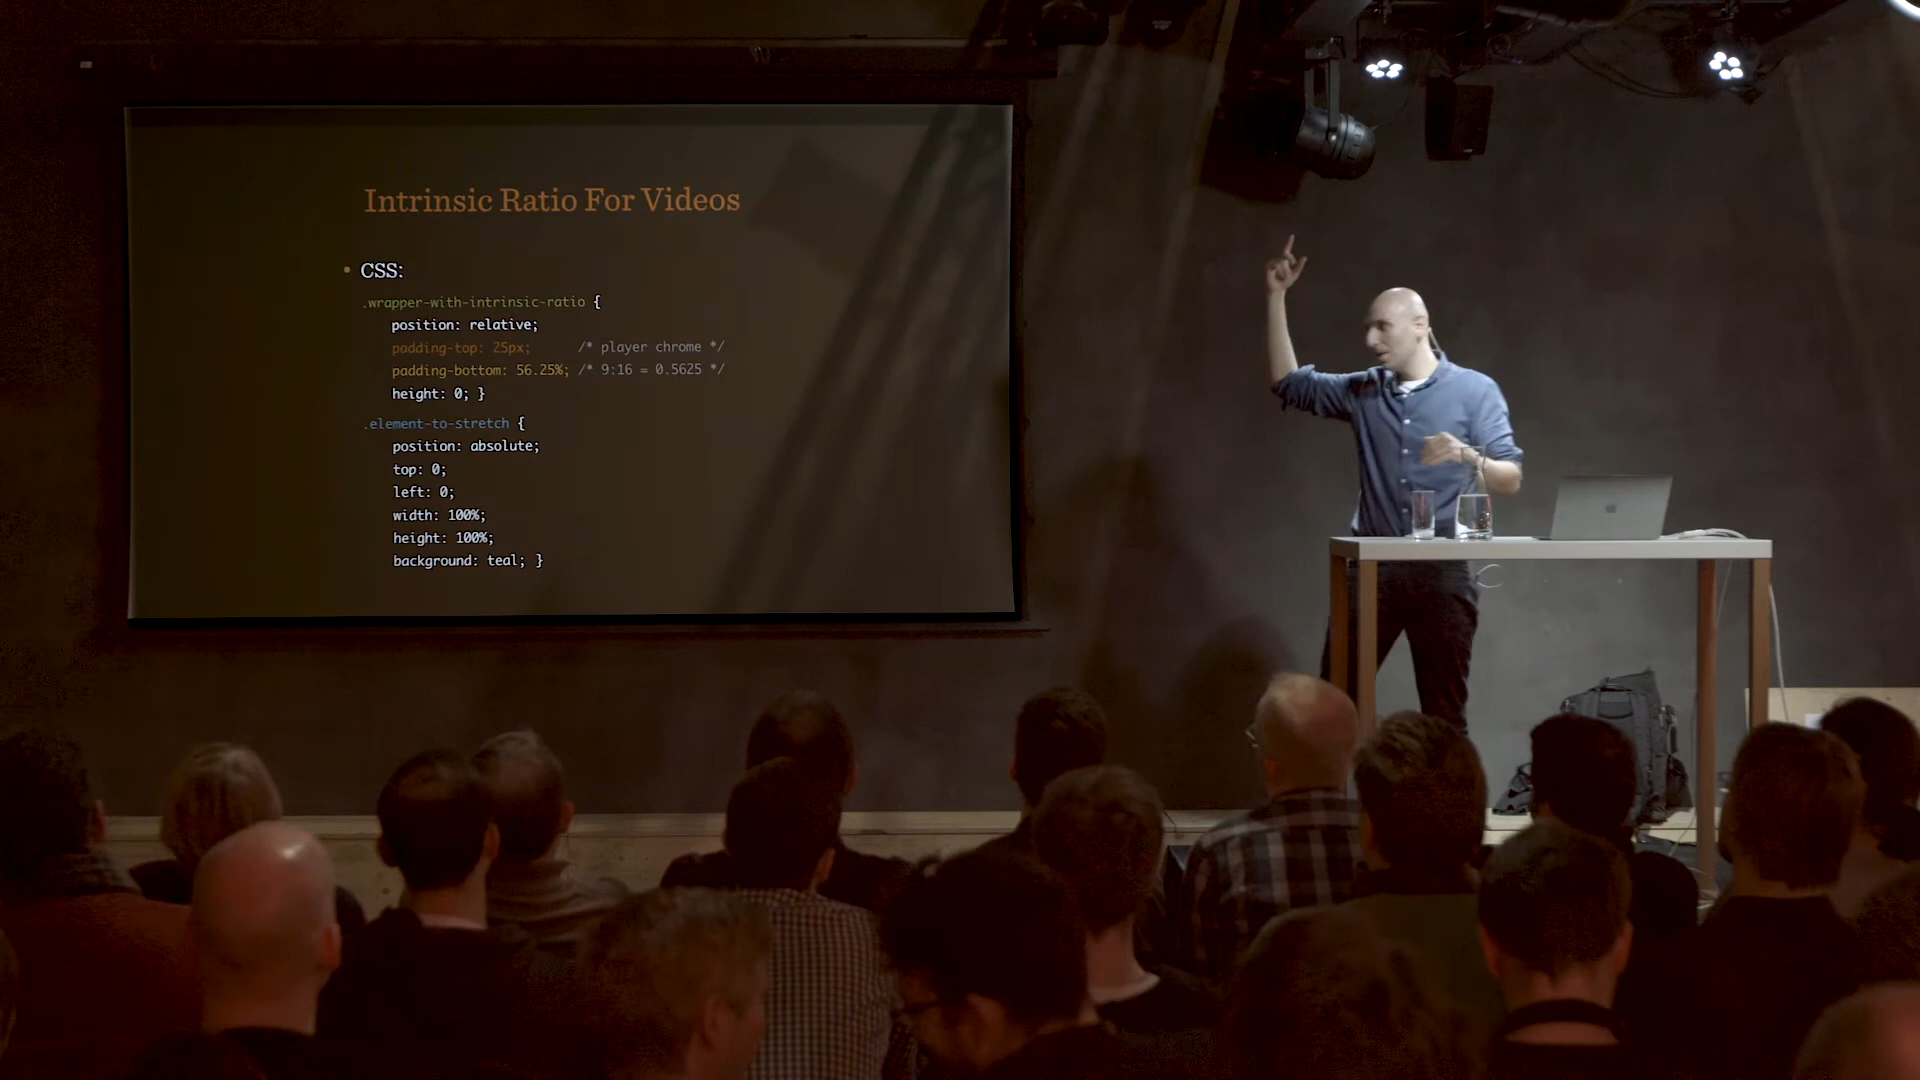 Intrinsic Ratio For Videos
• CSS:
.wrapper-with-intrinsic-ratio {
position: relative;
padding-top: 25px; /* player chrome */
padding-bottom: 56.25%; /* 9:16 = 0.5625 */
height: 0; }
.element-to-stretch {
position: absolute;
top: 0;
left: 0;
width: 100%;
height: 100%;
background: teal; }